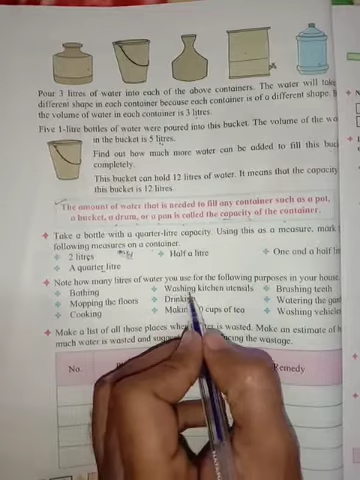 Pour 3 litres of water into each of the above containers. The water will take
different shape in each container because each container is of a different shape.
the volume of water in each container is 3 litres.
Five 1-litre bottles of water were poured into this bucket. The volume of the
in the bucket is 5 litres.
Find out how much more water can be added to fill this
completely.
This bucket can hold 12 litres of water. It means that the capacity
this bucket is 12 litres.
The amount of water that is needed to fill any container such as a pot,
a bucket, a drum, or a pan is called the capacity of the container.
Take a bottle with a quarter-litre capacity. Using this as a measure, mark
following measures on a container.
2 litres Half a litre One and a half
A quarter litre
Note how many litres of water you use for the following purposes in your house.
Bathing Washing kitchen utensils Brushing teeth
Mopping the floors Watering the
Cooking cups of tea Washing
Make a list of all those places water is wasted. Make an estimate of
much water is wasted and the wastage.
No. Remedy